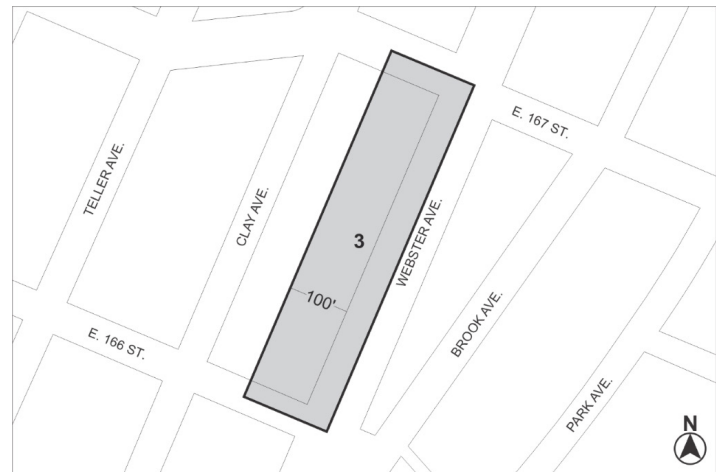 E. 167 ST.
TELLER AVE.
CLAY AVE.
WEBSTER AVE.
3
100'
BROOK AVE.
E. 166 ST.
PARK AVE.
N